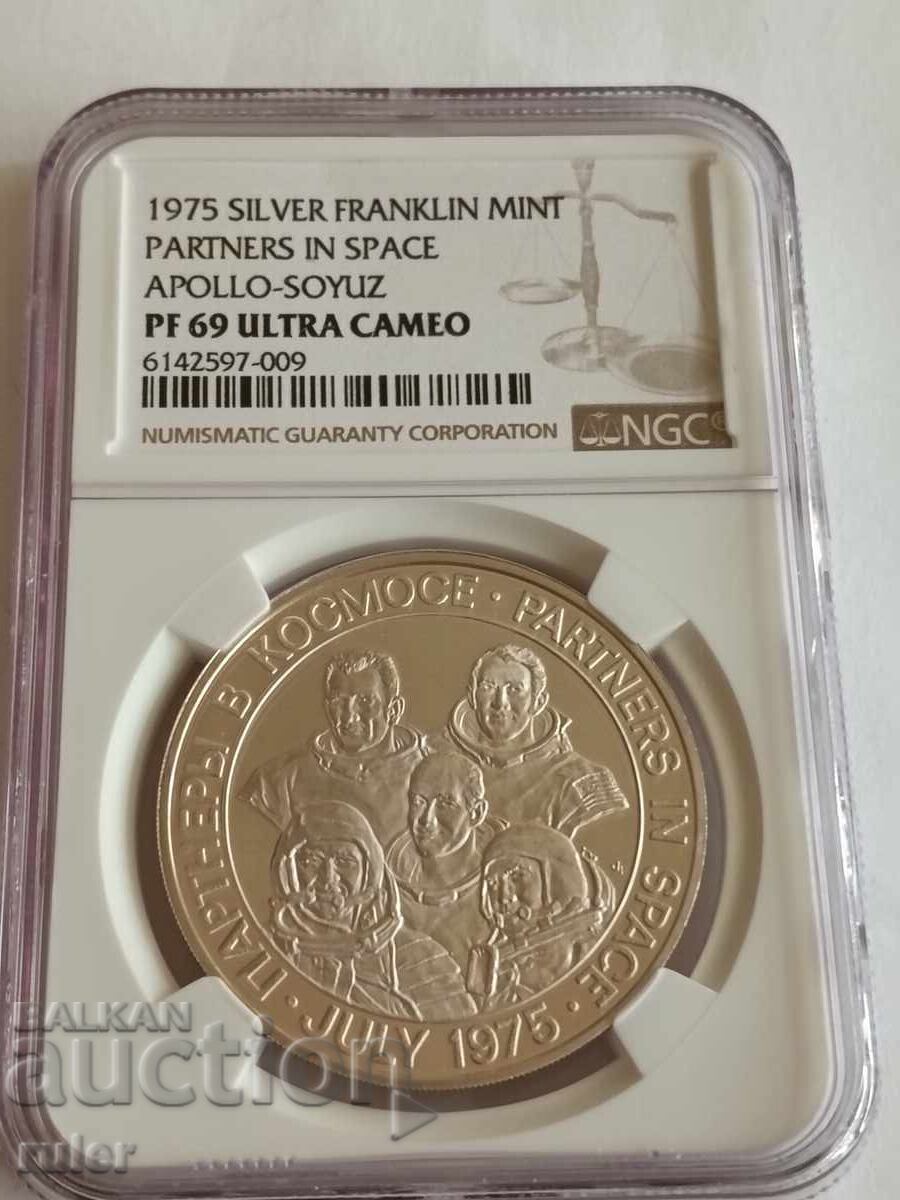 1975 SILVER FRANKLIN MINT
PARTNERS IN SPACE
APOLLO-SOYUZ
PF 69 ULTRA CAMEO
6142597-009
NUMISMATIC GUARANTY CORPORATION
NGC
ПАРТНЕРЫ В КОСМОСЕ · PARTNERS IN SPACE ·
JULY 1975 ·
BALKAN
auction
ruler